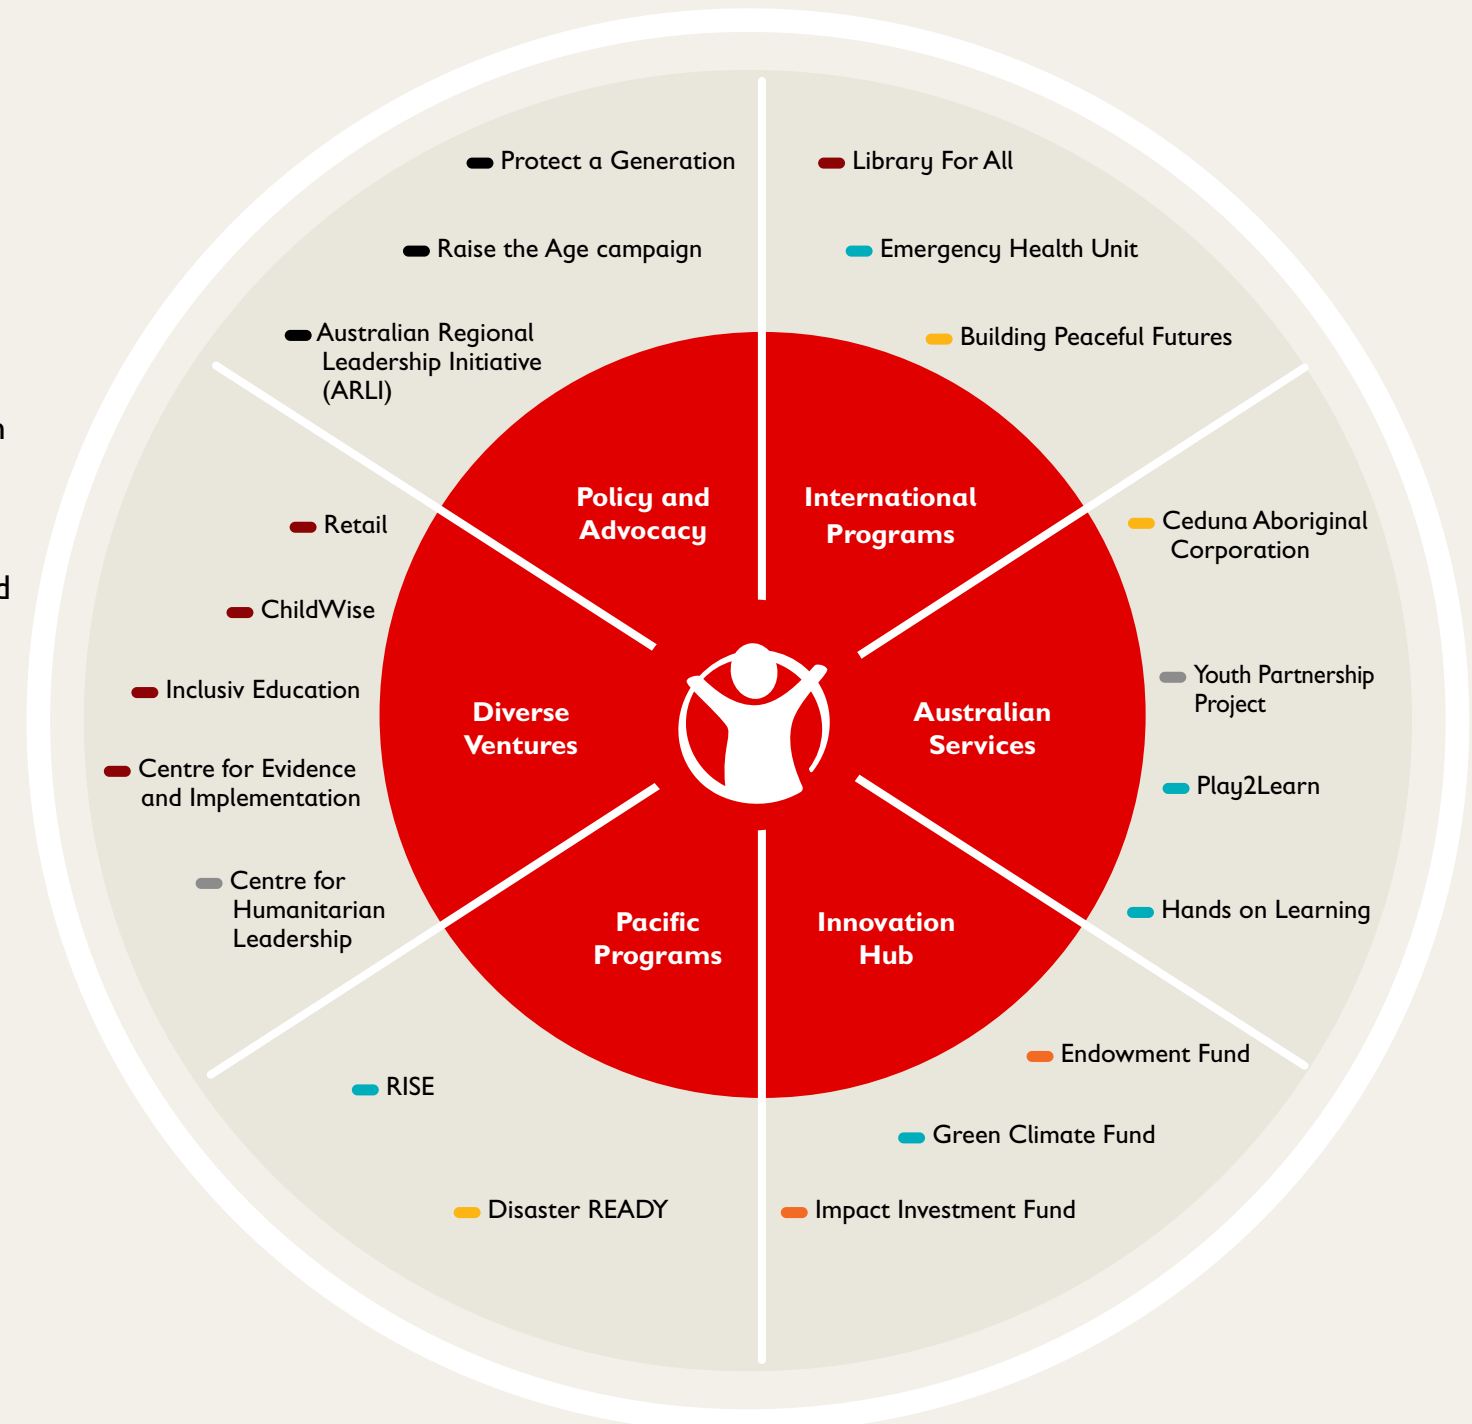 Protect a Generation
Raise the Age campaign
Australian Regional
Leadership Initiative
(ARLI)
Library For All
Emergency Health Unit
Building Peaceful Futures
Policy and
Advocacy
International
Programs
Retail
ChildWise
Inclusiv Education
Centre for Evidence
and Implementation
Centre for
Humanitarian
Leadership
Diverse
Ventures
Australian
Services
Ceduna Aboriginal
Corporation
Youth Partnership
Project
Play2Learn
Hands on Learning
Pacific
Programs
Innovation
Hub
RISE
Disaster READY
Endowment Fund
Green Climate Fund
Impact Investment Fund